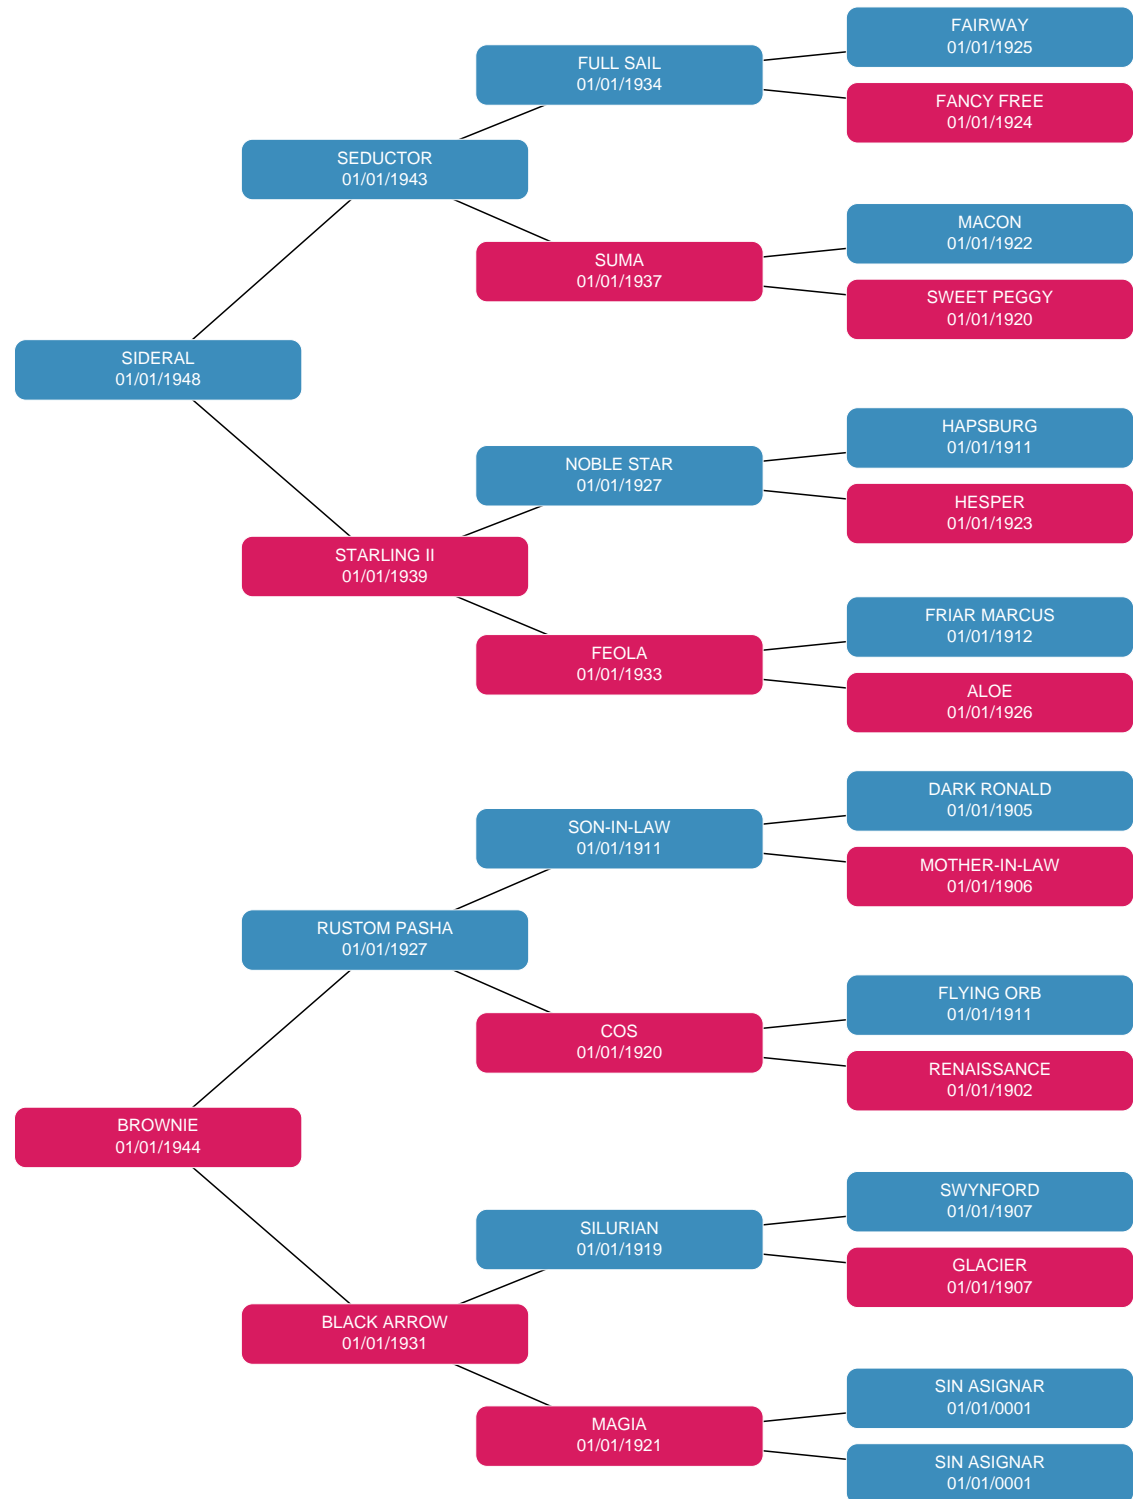 FAIRWAY
01/01/1925
FULL SAIL
01/01/1934
FANCY FREE
01/01/1924
SEDUCTOR
01/01/1943
MACON
01/01/1922
SUMA
01/01/1937
SWEET PEGGY
01/01/1920
SIDERAL
01/01/1948
HAPSBURG
01/01/1911
NOBLE STAR
01/01/1927
HESPER
01/01/1923
STARLING II
01/01/1939
FRIAR MARCUS
01/01/1912
FEOLA
01/01/1933
ALOE
01/01/1926
DARK RONALD
01/01/1905
SON-IN-LAW
01/01/1911
MOTHER-IN-LAW
01/01/1906
RUSTOM PASHA
01/01/1927
FLYING ORB
01/01/1911
COS
01/01/1920
RENAISSANCE
01/01/1902
BROWNIE
01/01/1944
SWYNFORD
01/01/1907
SILURIAN
01/01/1919
GLACIER
01/01/1907
BLACK ARROW
01/01/1931
SIN ASIGNAR
01/01/0001
MAGIA
01/01/1921
SIN ASIGNAR
01/01/0001